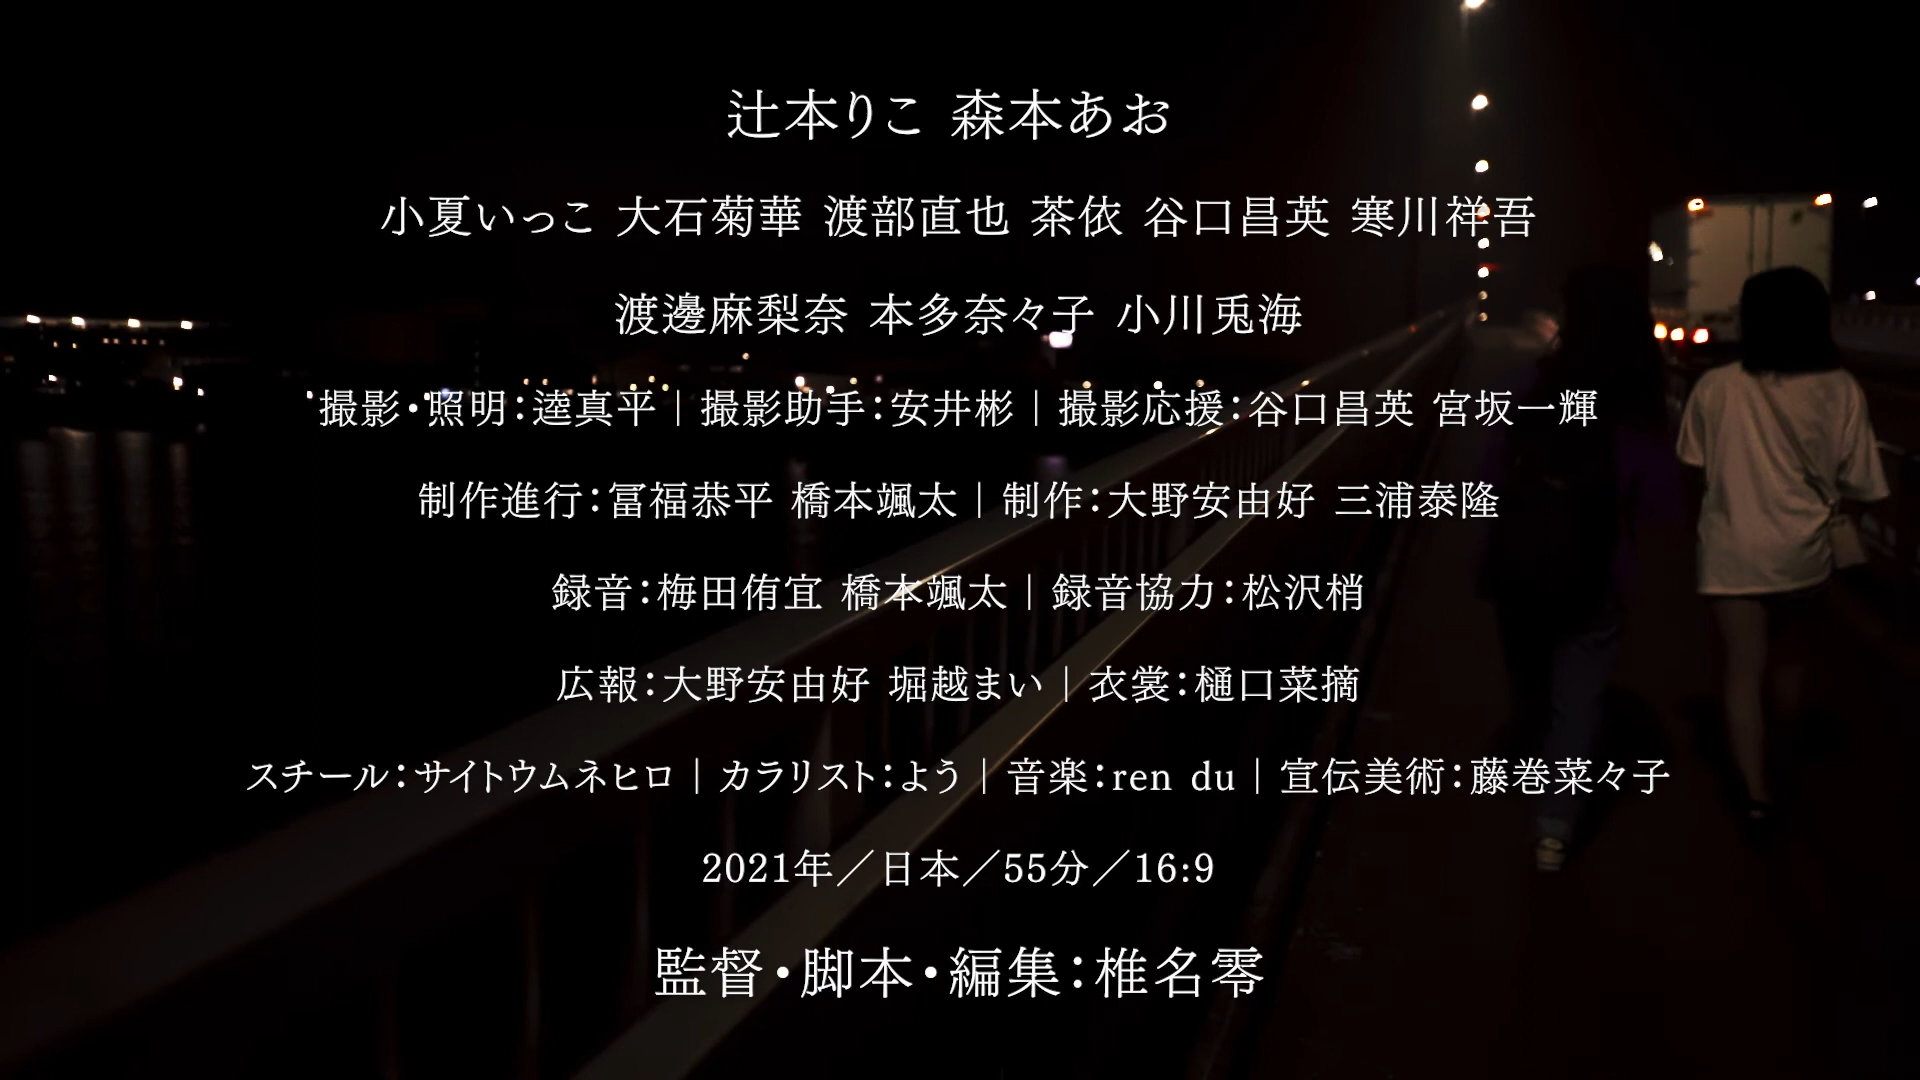 辻本りこ 森本あお
小夏いっこ 大石菊華 渡部直也 茶依 谷口昌英 寒川祥吾
渡邊麻梨奈 本多奈々子 小川兎海
撮影・照明：逵真平｜撮影助手：安井彬｜撮影応援：谷口昌英 宮坂一輝
制作進行：冨福恭平 橋本颯太｜制作：大野安由好 三浦泰隆
録音：梅田侑宜 橋本颯太｜録音協力：松沢梢
広報：大野安由好 堀越まい｜衣裳：樋口菜摘
スチール：サイトウムネヒロ｜カラリスト：よう｜音楽：ren du｜宣伝美術：藤巻菜々子
2021年／日本／55分／16:9
監督・脚本・編集：椎名零